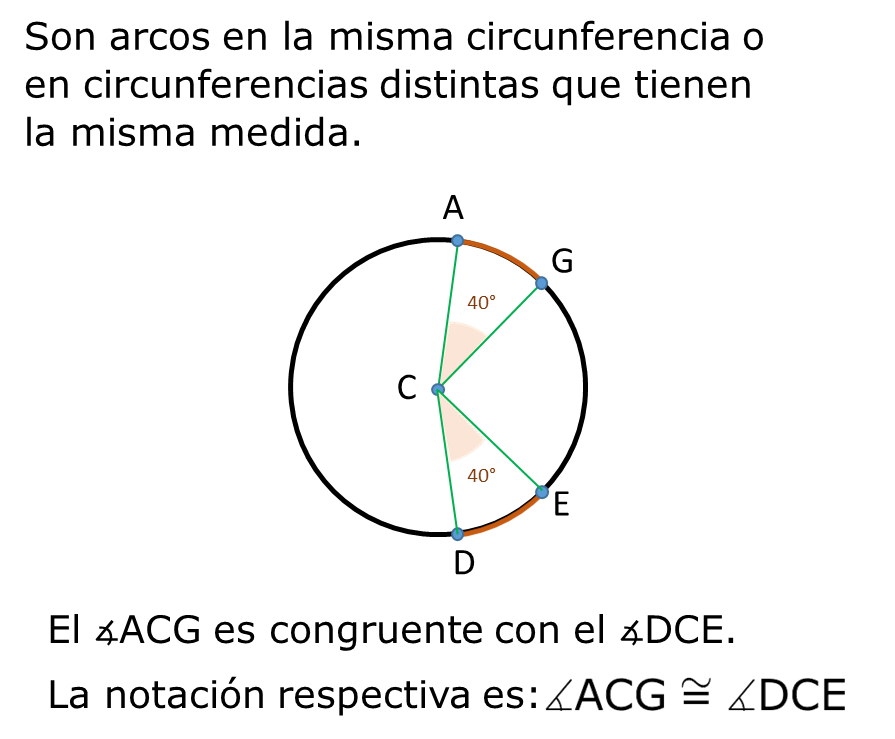 Son arcos en la misma circunferencia o
en circunferencias distintas que tienen
la misma medida.
A
G
40°
C
40°
E
D
El ∡ACG es congruente con el ∡DCE.
La notación respectiva es: ∡ACG ≅ ∡DCE